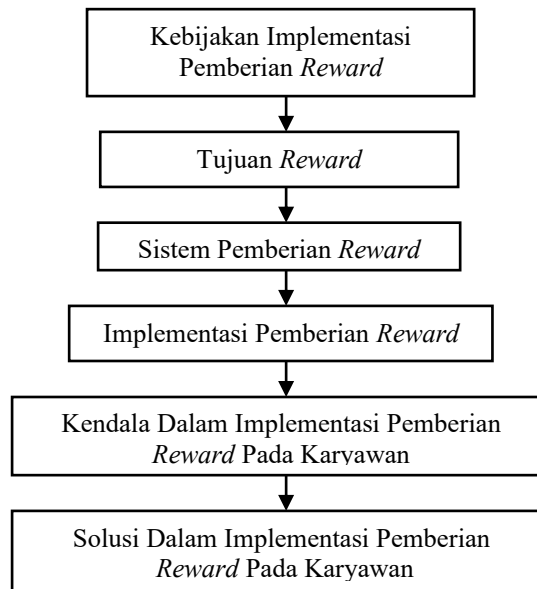 Kebijakan Implementasi
Pemberian Reward
Tujuan Reward
Sistem Pemberian Reward
Implementasi Pemberian Reward
Kendala Dalam Implementasi Pemberian
Reward Pada Karyawan
Solusi Dalam Implementasi Pemberian
Reward Pada Karyawan